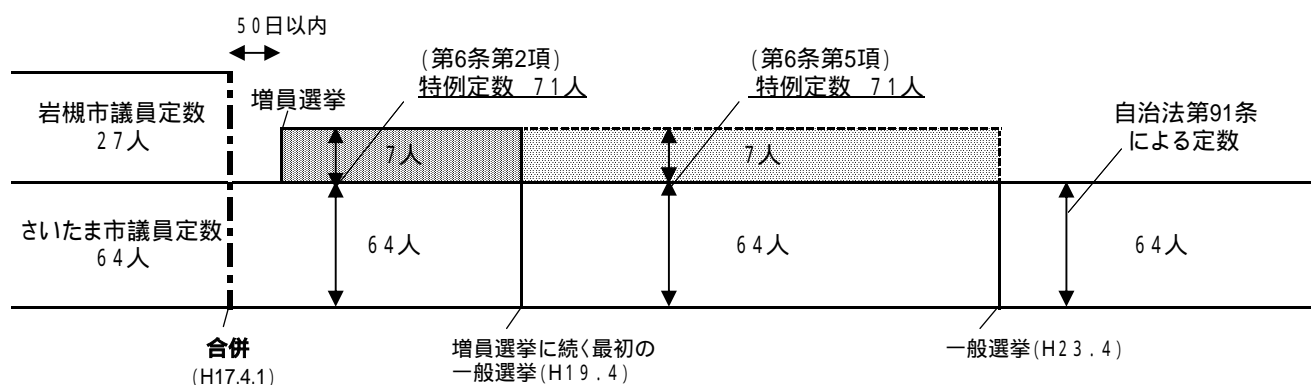 50日以内
岩槻市議員定数
27人
増員選挙
(第6条第2項)
特例定数 71人
(第6条第5項)
特例定数 71人
自治法第91条
による定数
7人
7人
さいたま市議員定数
64人
64人
64人
64人
合併
(H17.4.1)
増員選挙に続く最初の
一般選挙(H19.4)
一般選挙(H23.4)